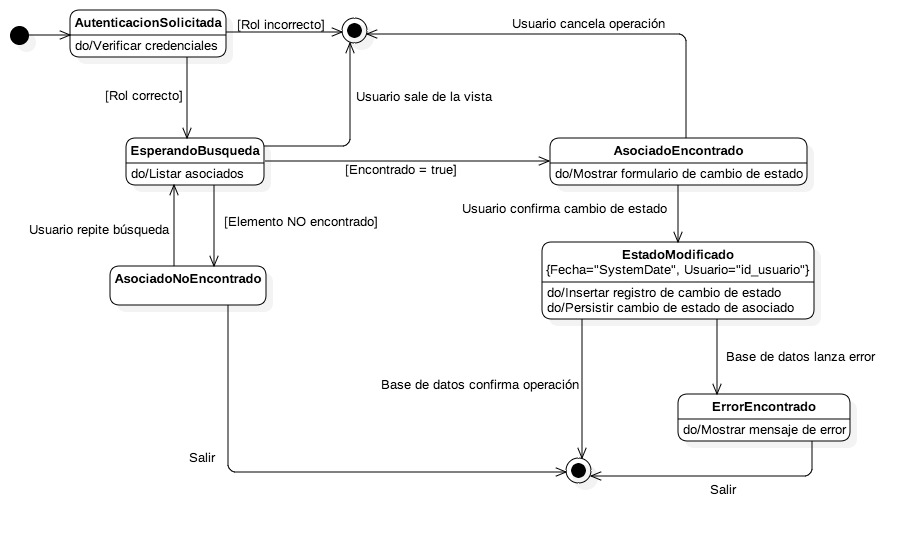 Usuario cancela operación
AutenticacionSolicitada
[Rol incorrecto]
do/Verificar credenciales
[Rol correcto]
Usuario sale de la vista
EsperandoBusqueda
AsociadoEncontrado
do/Listar asociados
[Encontrado = true]
do/Mostrar formulario de cambio de estado
Usuario repite búsqueda
[Elemento NO encontrado]
Usuario confirma cambio de estado
AsociadoNoEncontrado
EstadoModificado
{Fecha="SystemDate", Usuario="id_usuario"}
do/Insertar registro de cambio de estado
do/Persistir cambio de estado de asociado
Base de datos lanza error
Base de datos confirma operación
ErrorEncontrado
do/Mostrar mensaje de error
Salir
Salir